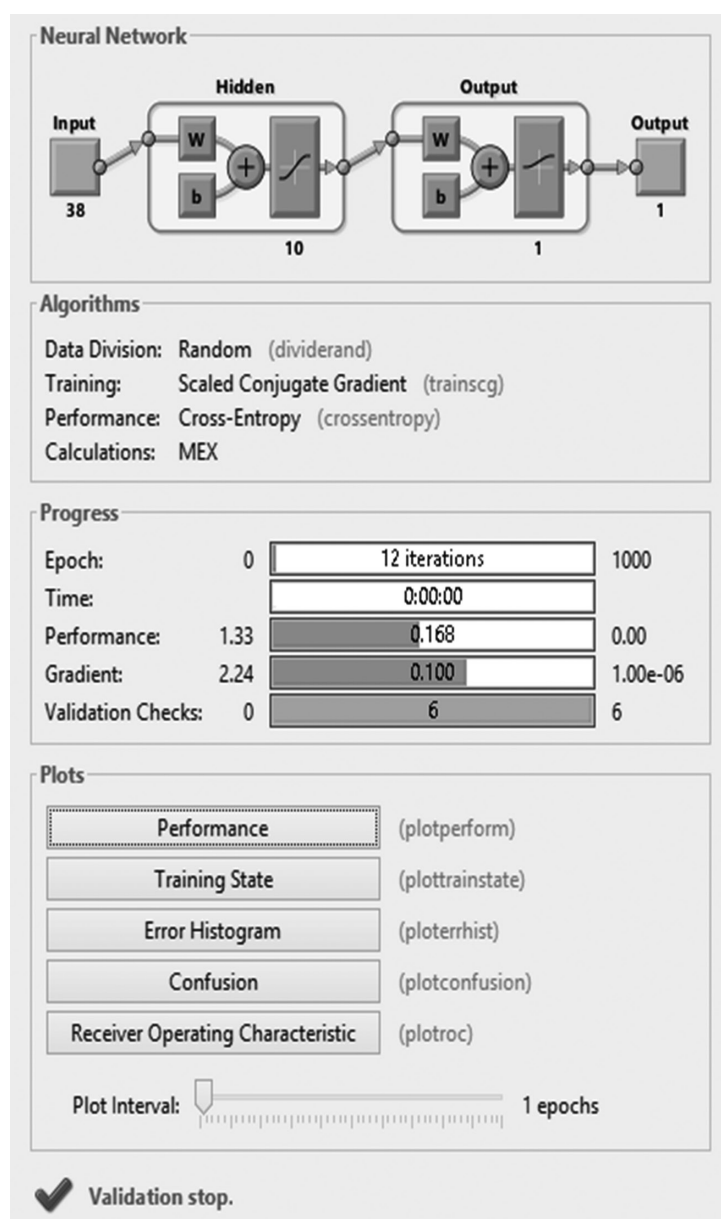 Neural Network
Hidden
Output
Input
Output
W
W
+
+
b
b
38
10
1
1
Algorithms
Data Division: Random (dividerand)
Training: Scaled Conjugate Gradient (trainscg)
Performance: Cross-Entropy (crossentropy)
Calculations: MEX
Progress
Epoch: 0 12 iterations 1000
Time: 0:00:00
Performance: 1.33 0.168 0.00
Gradient: 2.24 0.100 1.00e-06
Validation Checks: 0 6 6
Plots
Performance (plotperform)
Training State (plottrainstate)
Error Histogram (ploterrhist)
Confusion (plotconfusion)
Receiver Operating Characteristic (plotroc)
Plot Interval: 1 epochs
Validation stop.